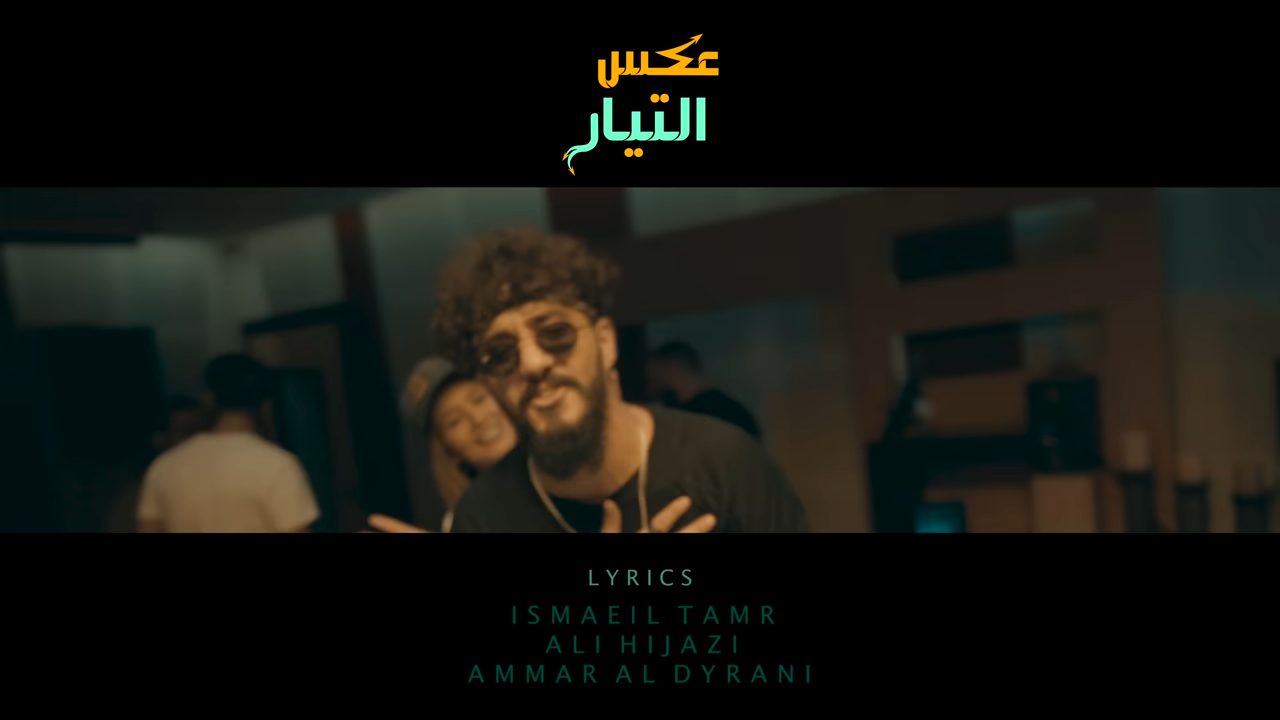 عكس
التيار
LYRICS
ISMAEIL TAMR
ALI HIJAZI
AMMAR AL DYRANI